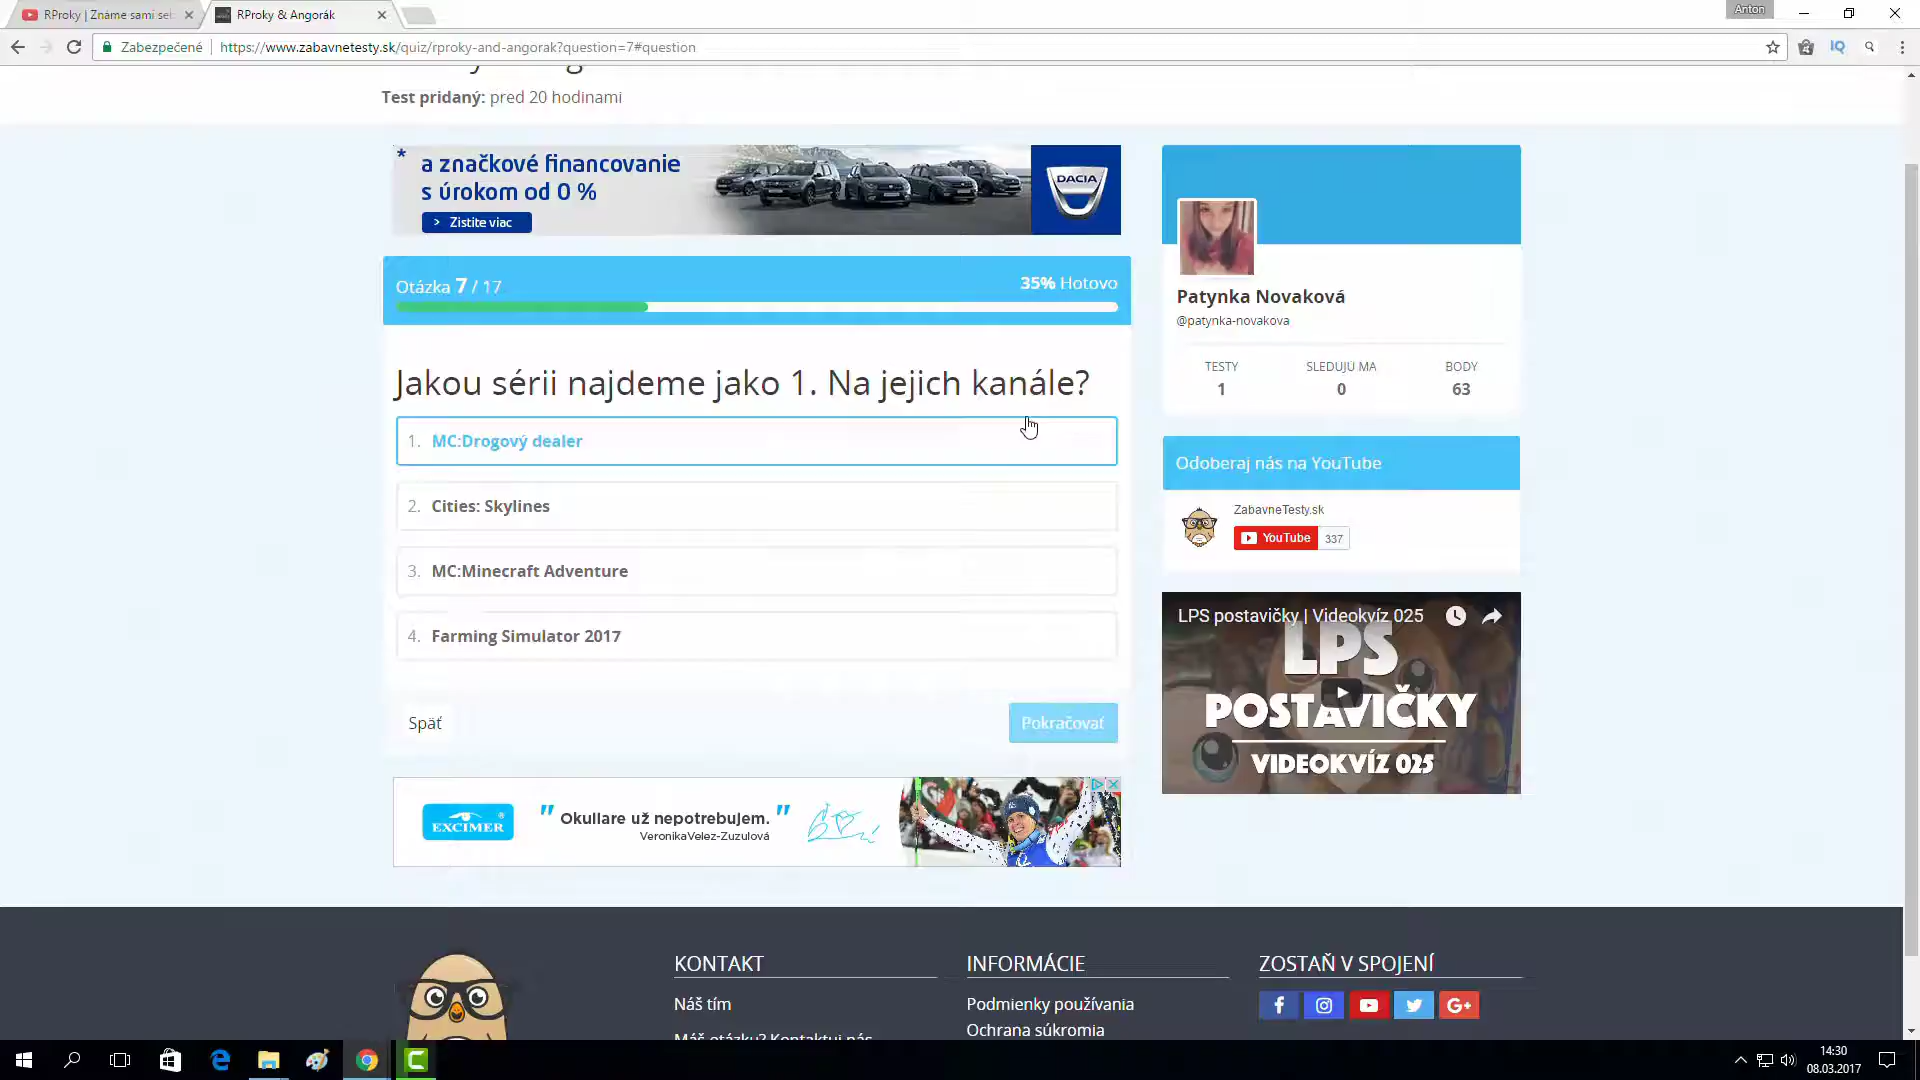 RProky | Známe sami seb
RProky & Angorák
Anton
Zabezpečené
https://www.zabavnetesty.sk/quiz/rproky-and-angorak?question=7#question
IQ
Test pridaný: pred 20 hodinami
* a značkové financovanie
s úrokom od 0 %
> Zistite viac
DACIA
Otázka 7 / 17
35% Hotovo
Jakou sérii najdeme jako 1. Na jejich kanále?
1. MC:Drogový dealer
2. Cities: Skylines
3. MC:Minecraft Adventure
4. Farming Simulator 2017
Späť
Pokračovať
EXCIMER
" Okuliare už nepotrebujem. "
VeronikaVelez-Zuzulová
Patynka Novaková
@patynka-novakova
TESTY
SLEDUJÚ MA
BODY
1
0
63
Odoberaj nás na YouTube
ZabavneTesty.sk
YouTube
337
LPS postavičky | Videokvíz 025
LPS
POSTAVIČKY
VIDEOKVÍZ 025
KONTAKT
Náš tím
Máš otázku? Kontaktuj nás
INFORMÁCIE
Podmienky používania
Ochrana súkromia
ZOSTAŇ V SPOJENÍ
14:30
08.03.2017